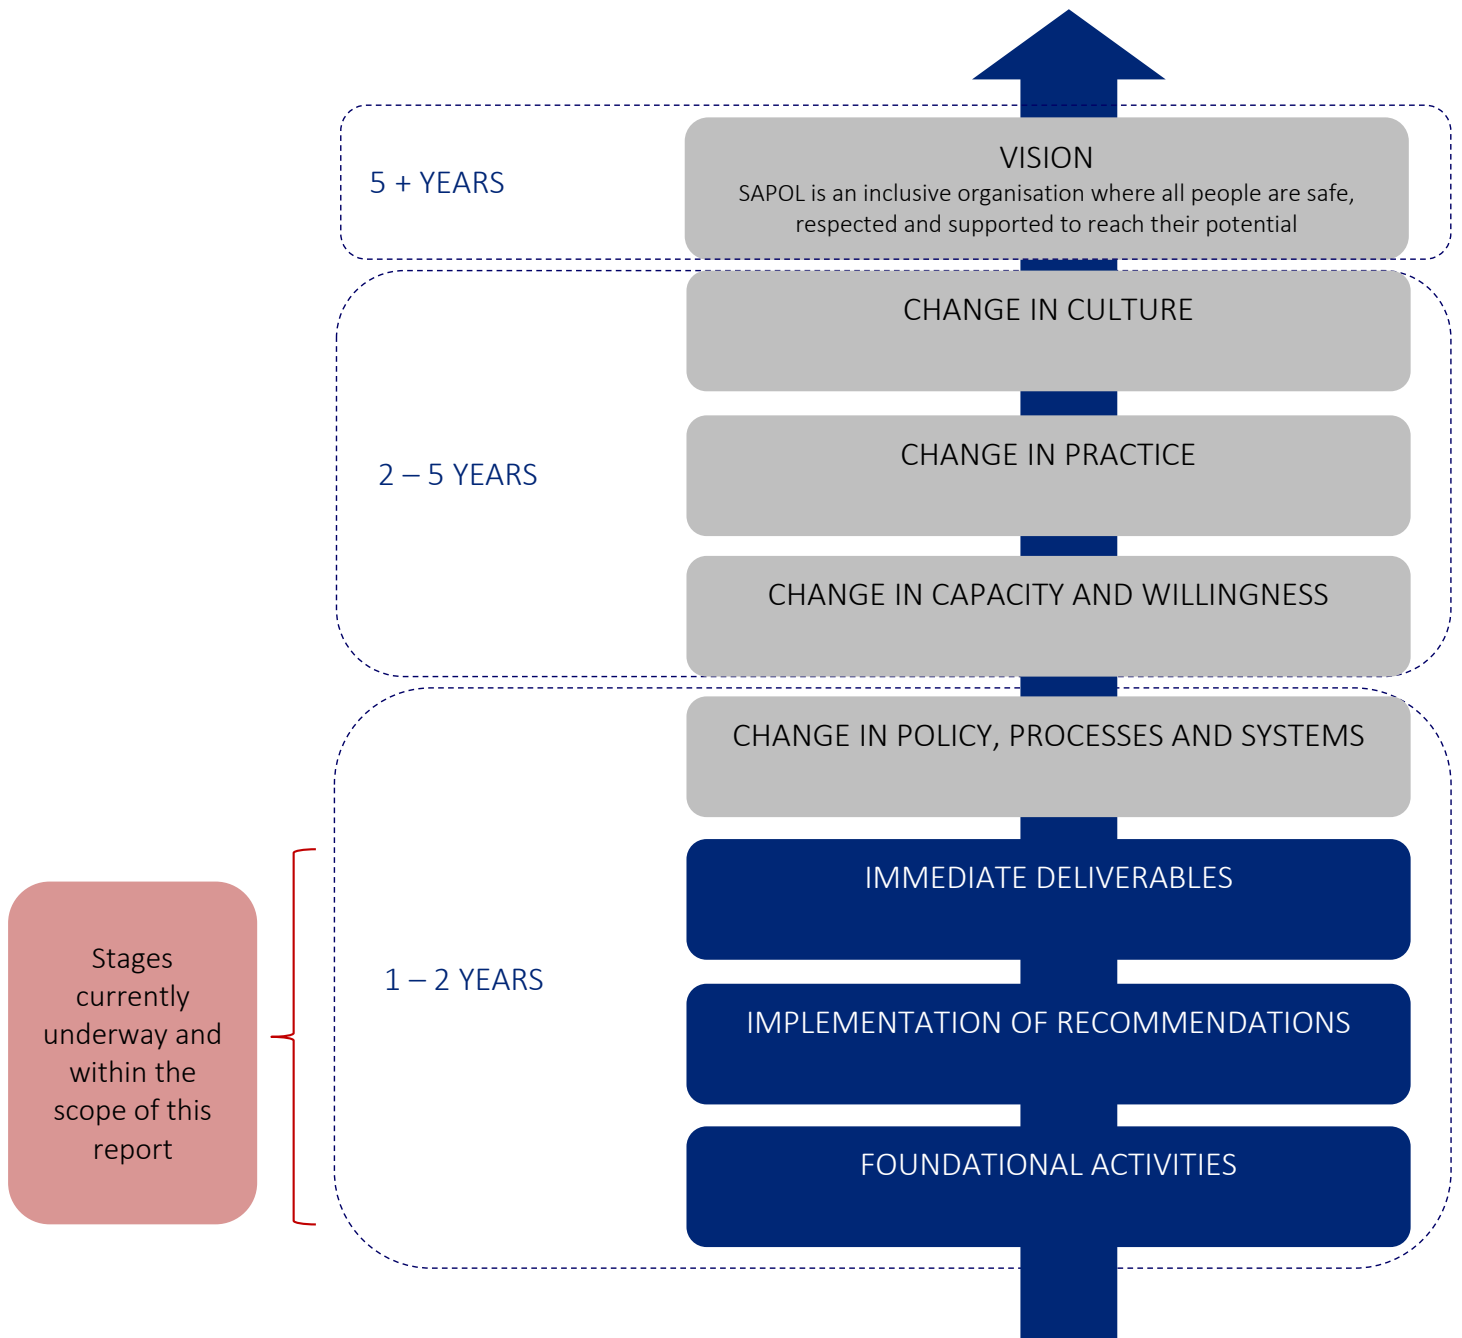 5 + YEARS
VISION
SAPOL is an inclusive organisation where all people are safe,
respected and supported to reach their potential
CHANGE IN CULTURE
2 – 5 YEARS
CHANGE IN PRACTICE
CHANGE IN CAPACITY AND WILLINGNESS
CHANGE IN POLICY, PROCESSES AND SYSTEMS
1 – 2 YEARS
IMMEDIATE DELIVERABLES
IMPLEMENTATION OF RECOMMENDATIONS
FOUNDATIONAL ACTIVITIES
Stages
currently
underway and
within the
scope of this
report